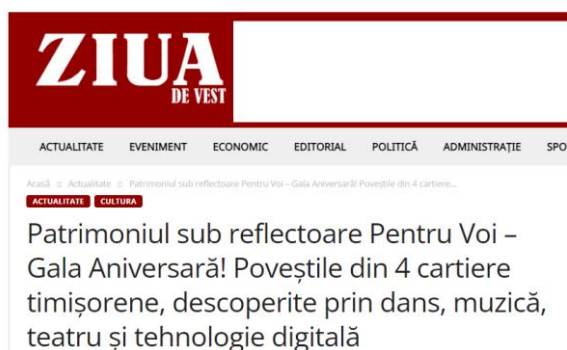 ZIUA
DE VEST
ACTUALITATE EVENIMENT ECONOMIC EDITORIAL POLITICĂ ADMINISTRAȚIE SPO
Acasă Actualitate Patrimoniul sub reflectoare Pentru Voi – Gala Aniversară! Poveștile din 4 cartiere...
ACTUALITATE CULTURA
Patrimoniul sub reflectoare Pentru Voi –
Gala Aniversară! Poveștile din 4 cartiere
timișorene, descoperite prin dans, muzică,
teatru și tehnologie digitală